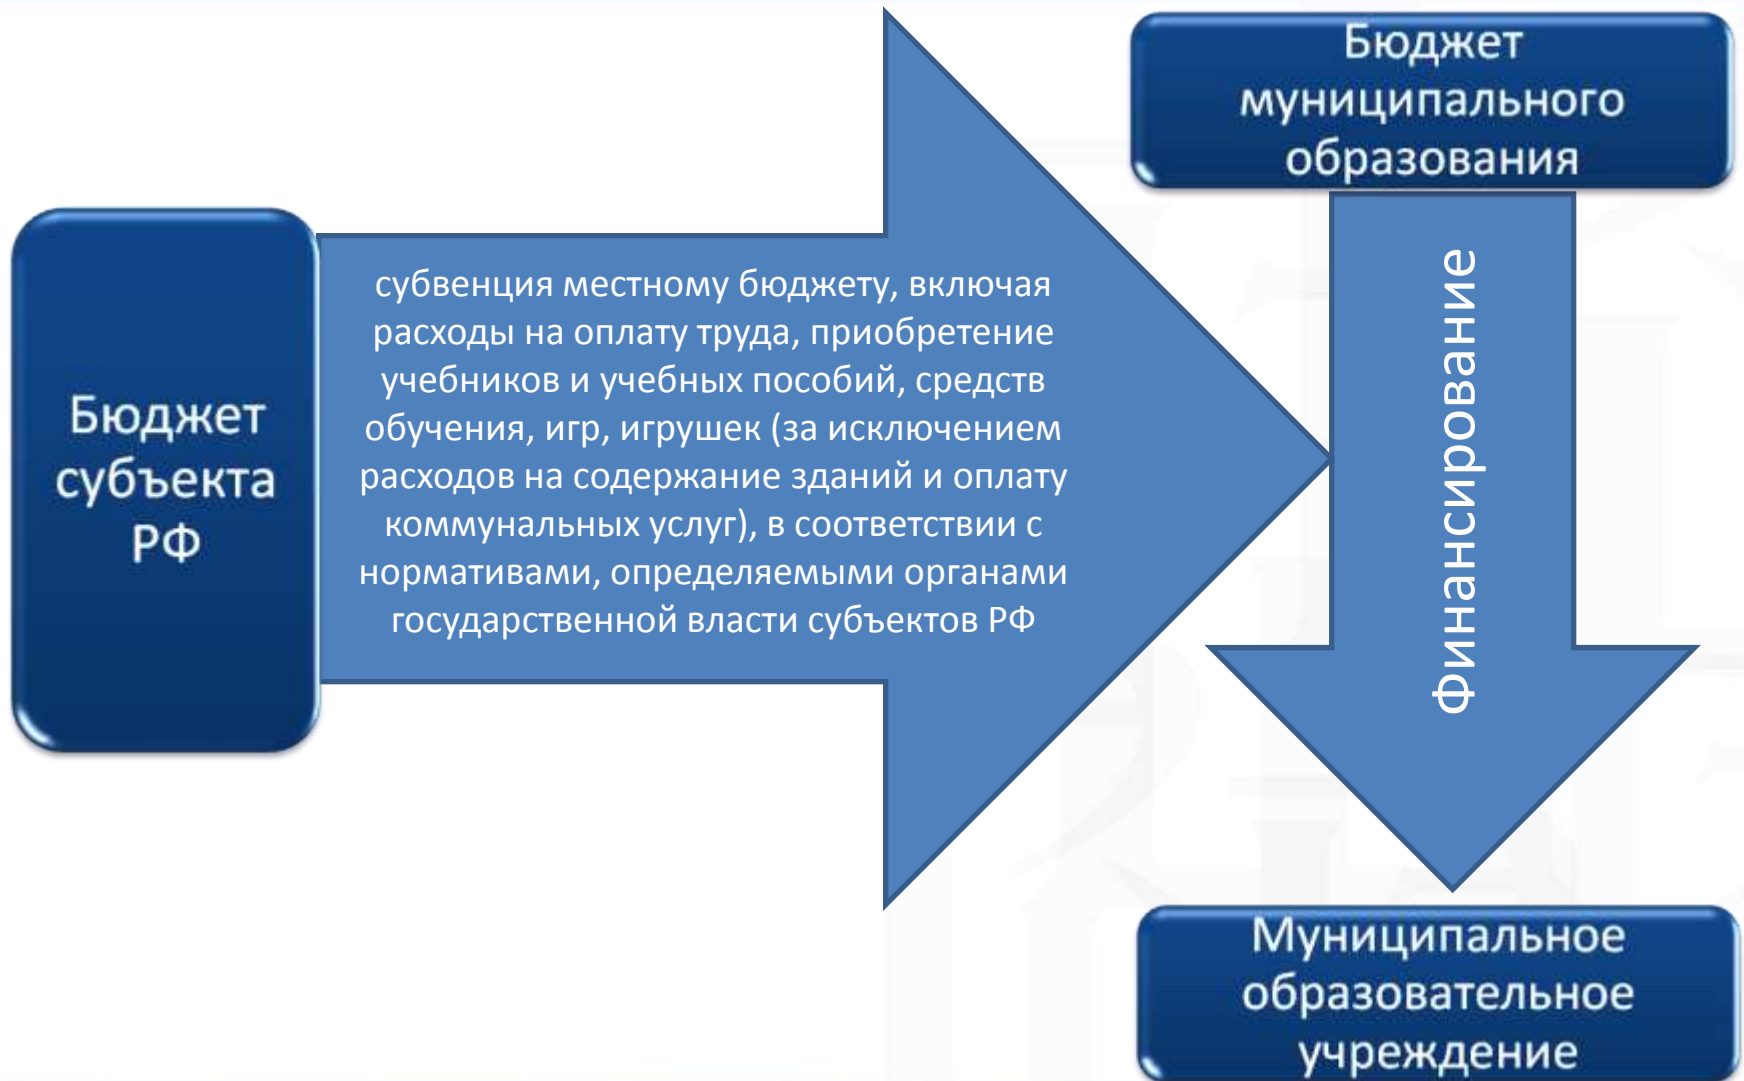 Бюджет
субъекта
РФ
субвенция местному бюджету, включая
расходы на оплату труда, приобретение
учебников и учебных пособий, средств
обучения, игр, игрушек (за исключением
расходов на содержание зданий и оплату
коммунальных услуг), в соответствии с
нормативами, определяемыми органами
государственной власти субъектов РФ
Бюджет
муниципального
образования
Финансирование
Муниципальное
образовательное
учреждение